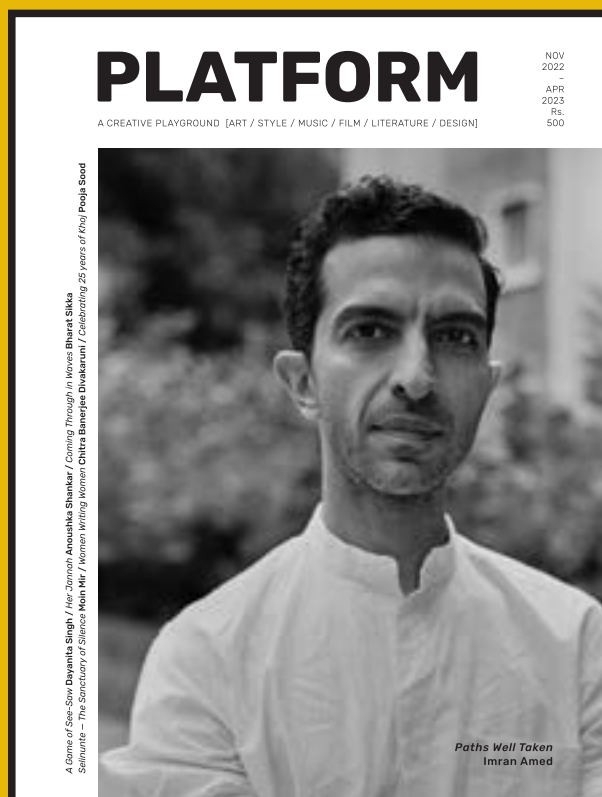 PLATFORM
A CREATIVE PLAYGROUND [ART / STYLE / MUSIC / FILM / LITERATURE / DESIGN]
NOV
2022
–
APR
2023
Rs.
500
A Game of See-Saw Dayanita Singh / Her Jannah Anoushka Shankar / Coming Through in Waves Bharat Sikka
Selinunte – The Sanctuary of Silence Moin Mir / Women Writing Women Chitra Banerjee Divakaruni / Celebrating 25 years of Khoj Pooja Sood
Paths Well Taken
Imran Amed